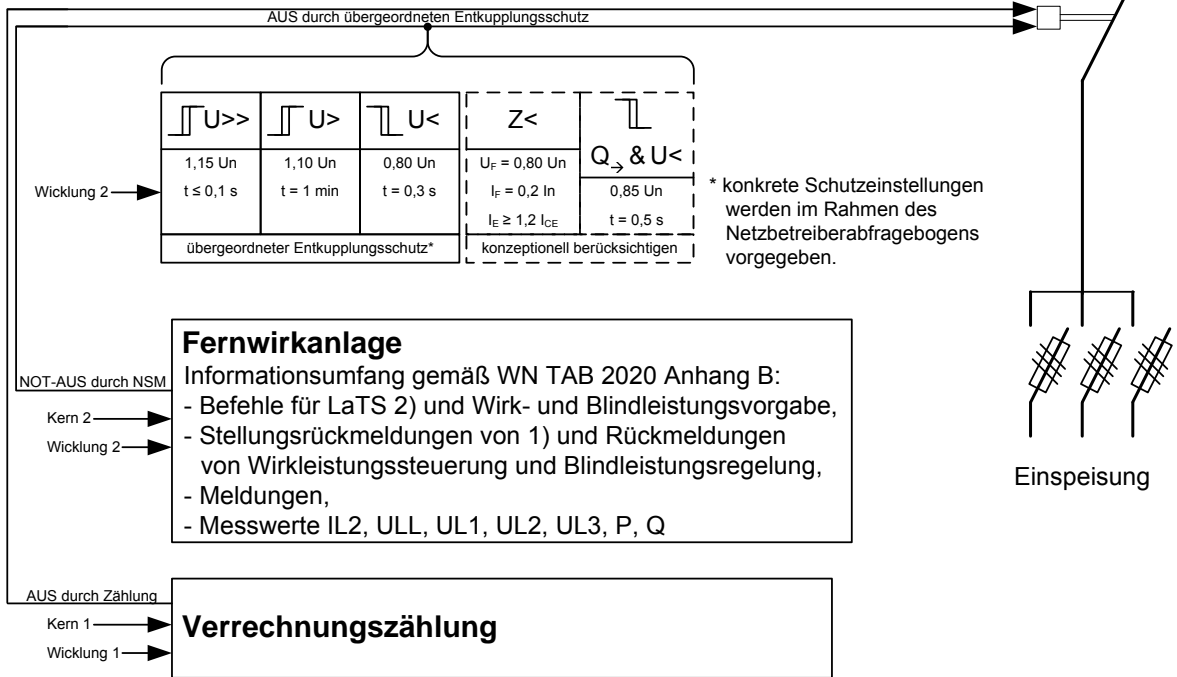 AUS durch übergeordneten Entkupplungsschutz
U>> U> U< Z< Q→ & U<
Wicklung 2
1,15 Un
t ≤ 0,1 s
1,10 Un
t = 1 min
0,80 Un
t = 0,3 s
U_F = 0,80 Un
I_F = 0,2 In
I_E ≥ 1,2 I_CE
0,85 Un
t = 0,5 s
übergeordneter Entkupplungsschutz*
konzeptionell berücksichtigen
* konkrete Schutzeinstellungen
werden im Rahmen des
Netzbetreiberabfragebogens
vorgegeben.
NOT-AUS durch NSM
Kern 2
Wicklung 2
Fernwirkanlage
Informationsumfang gemäß WN TAB 2020 Anhang B:
- Befehle für LaTS 2) und Wirk- und Blindleistungsvorgabe,
- Stellungsrückmeldungen von 1) und Rückmeldungen
von Wirkleistungssteuerung und Blindleistungsregelung,
- Meldungen,
- Messwerte IL2, ULL, UL1, UL2, UL3, P, Q
Einspeisung
AUS durch Zählung
Kern 1
Wicklung 1
Verrechnungszählung